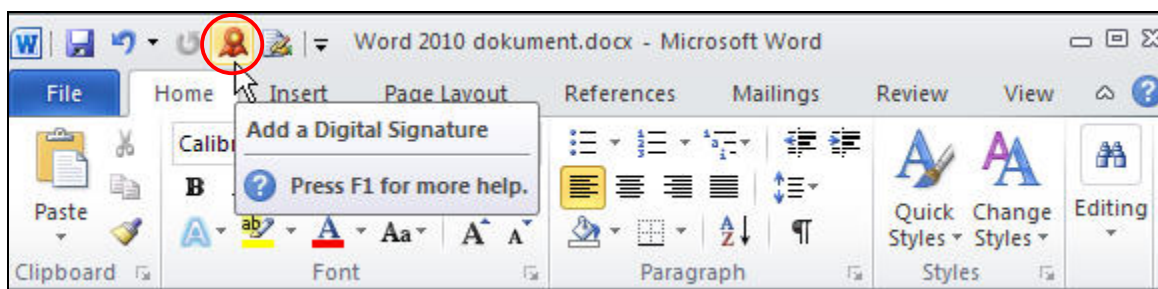 Word 2010 dokument.docx - Microsoft Word
File Home Insert Page Layout References Mailings Review View
Add a Digital Signature
Press F1 for more help.
Calib
B
Aa A A
Paste
Quick Styles
Change Styles
Editing
Clipboard Font Paragraph Styles